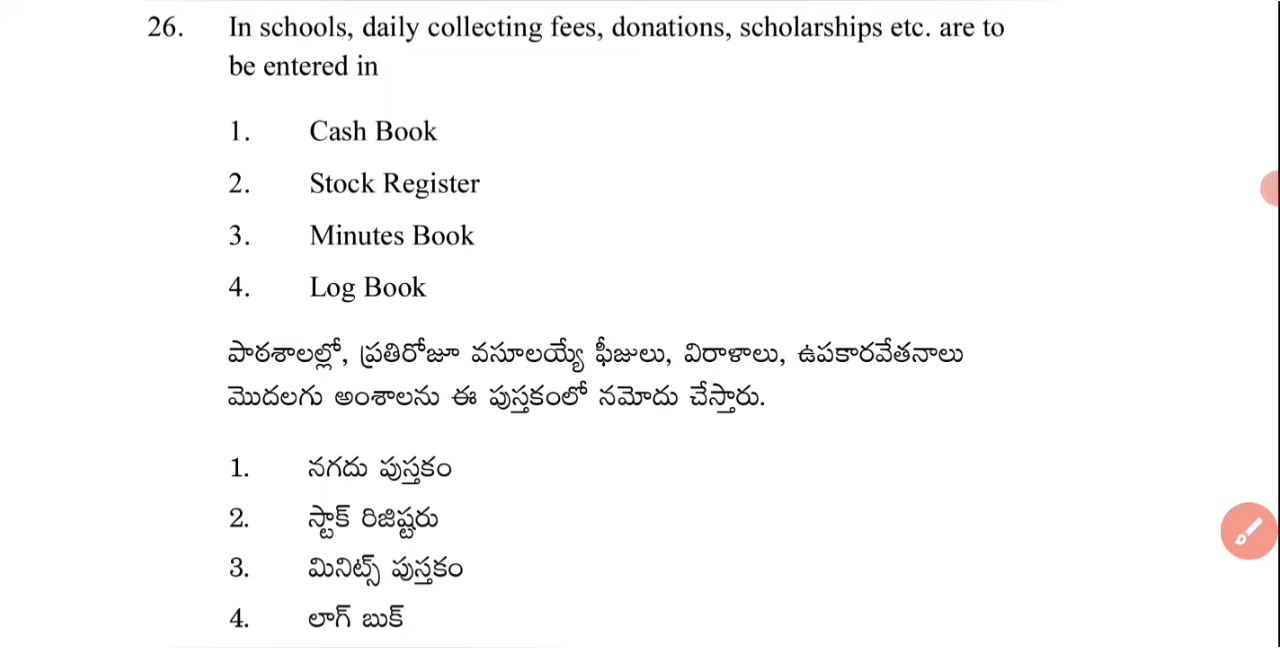 26. In schools, daily collecting fees, donations, scholarships etc. are to
be entered in
1. Cash Book
2. Stock Register
3. Minutes Book
4. Log Book
పాఠశాలల్లో, ప్రతిరోజూ వసూలయ్యే ఫీజులు, విరాళాలు, ఉపకారవేతనాలు
మొదలగు అంశాలను ఈ పుస్తకంలో నమోదు చేస్తారు.
1. నగదు పుస్తకం
2. స్టాక్ రిజిష్టరు
3. మినిట్స్ పుస్తకం
4. లాగ్ బుక్